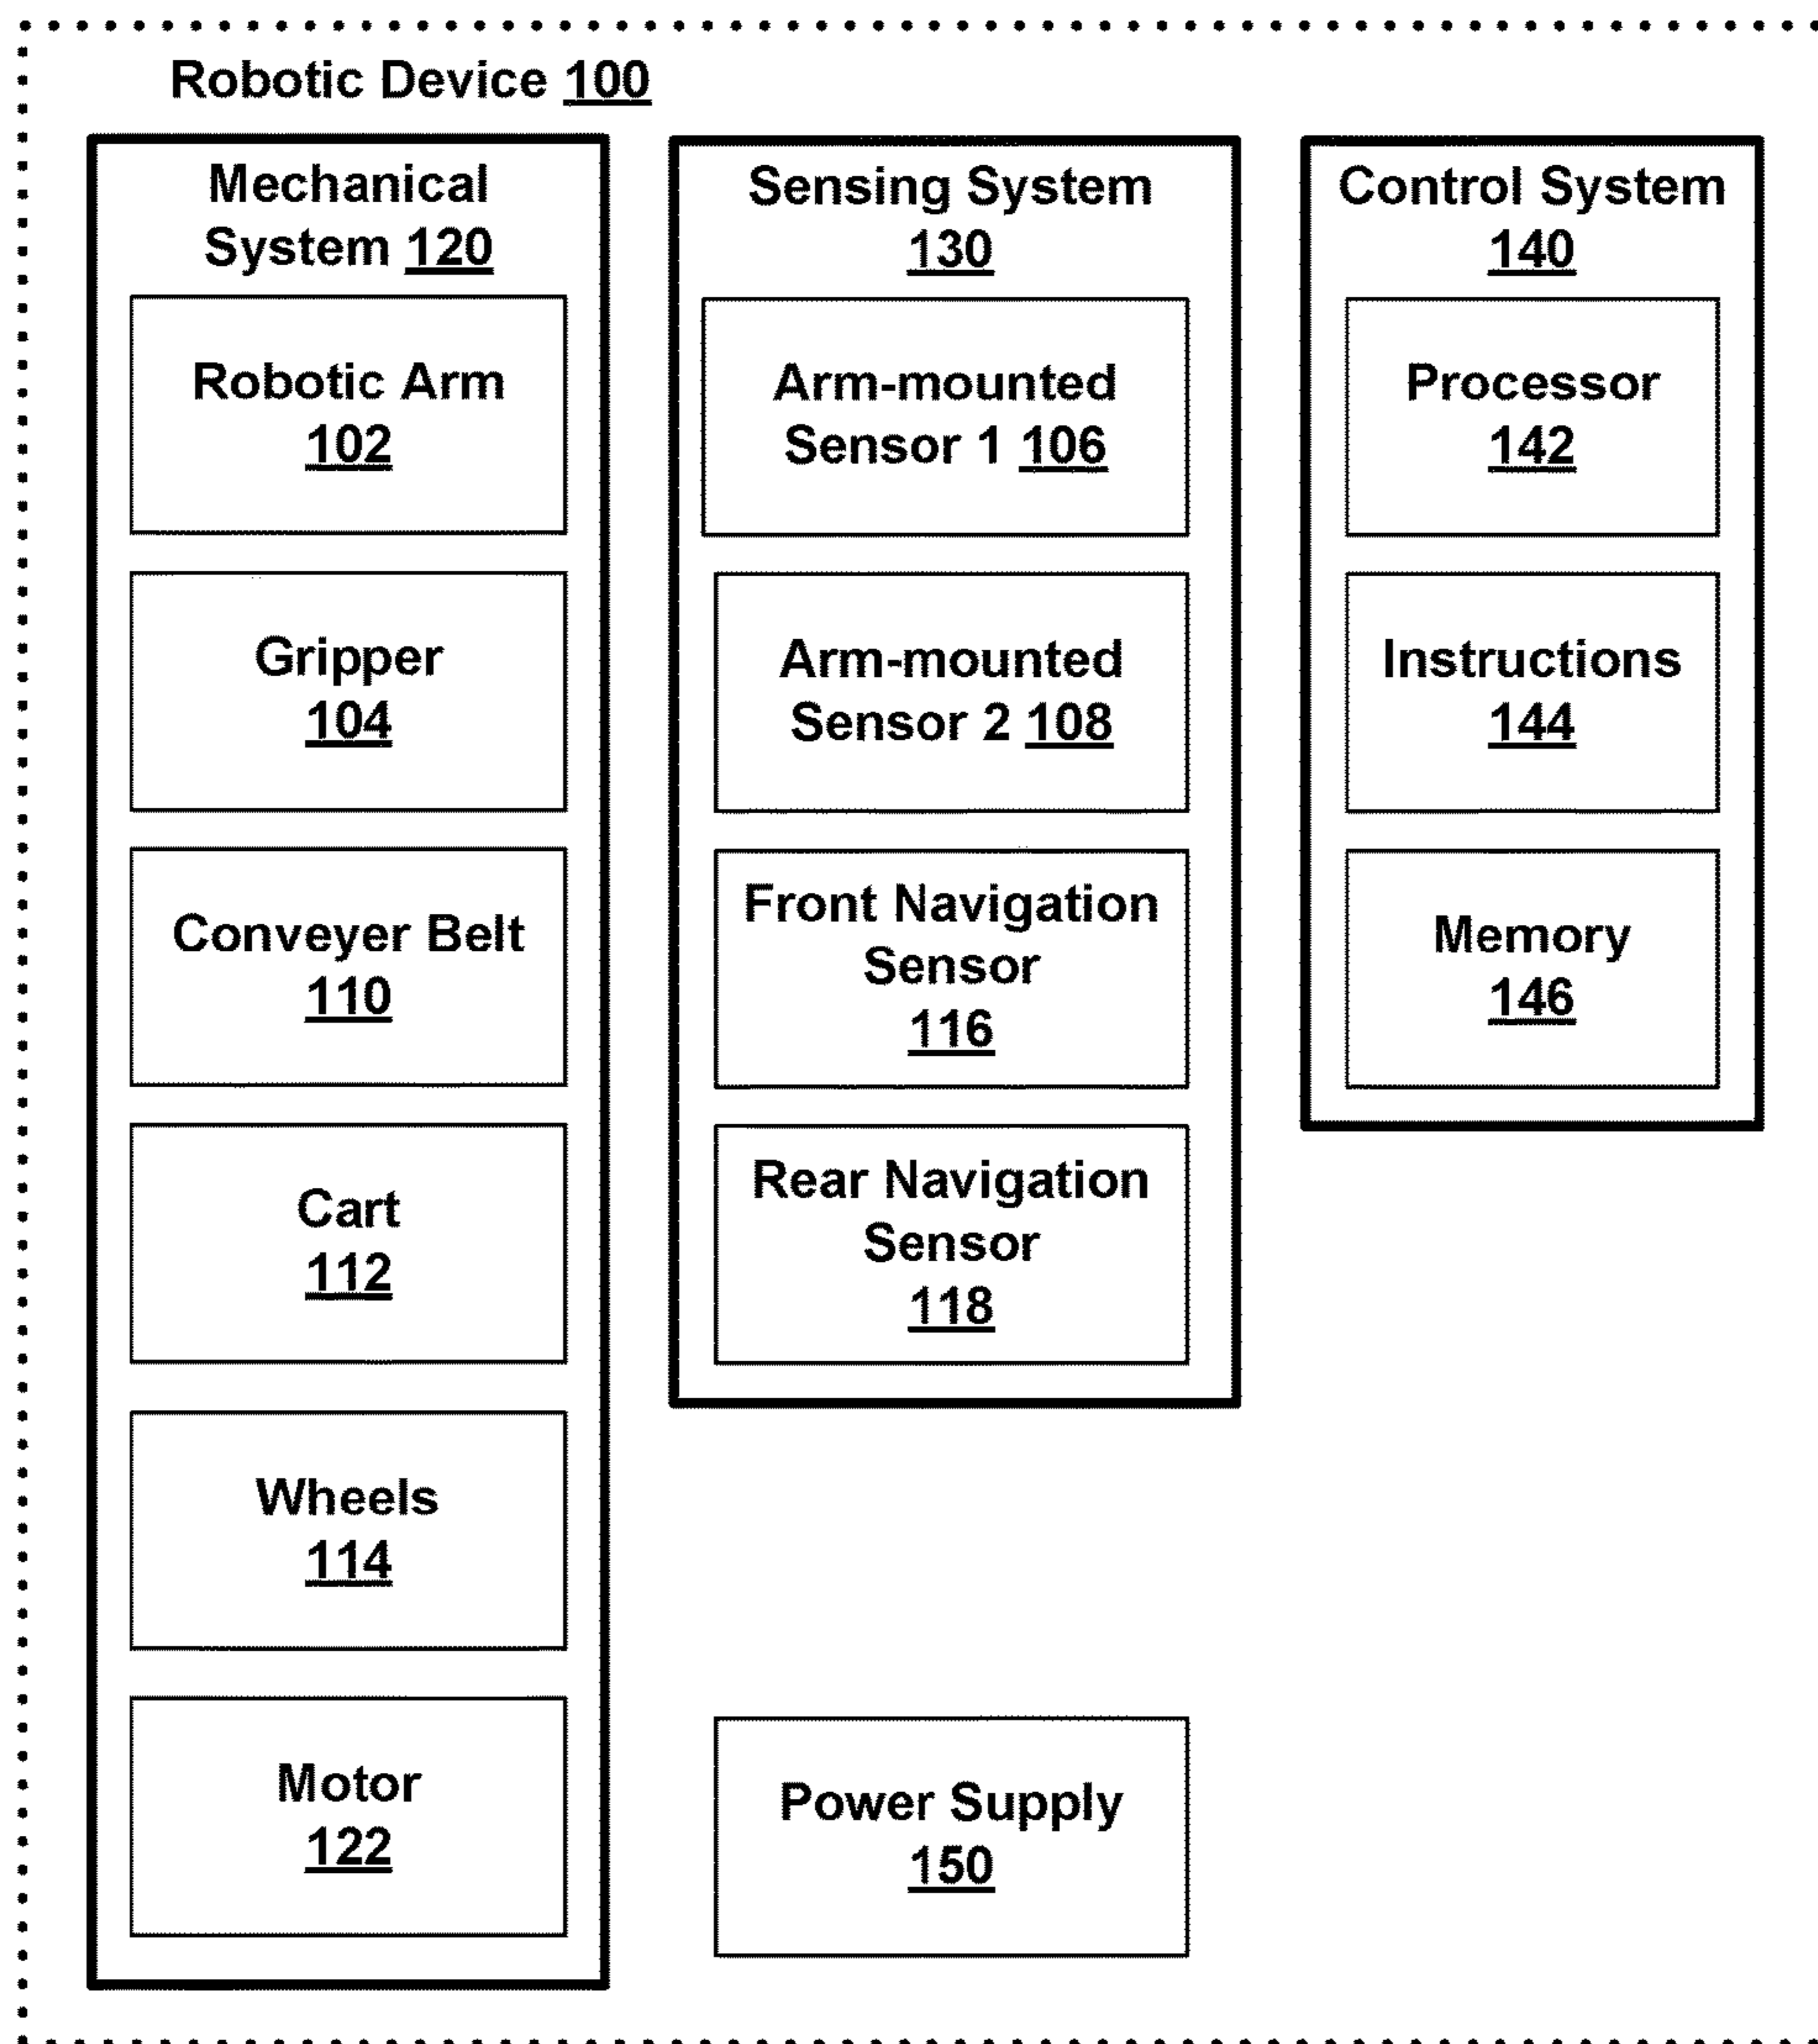 Robotic Device 100
Mechanical
System 120
Robotic Arm
102
Gripper
104
Conveyer Belt
110
Cart
112
Wheels
114
Motor
122
Sensing System
130
Arm-mounted
Sensor 1 106
Arm-mounted
Sensor 2 108
Front Navigation
Sensor
116
Rear Navigation
Sensor
118
Power Supply
150
Control System
140
Processor
142
Instructions
144
Memory
146